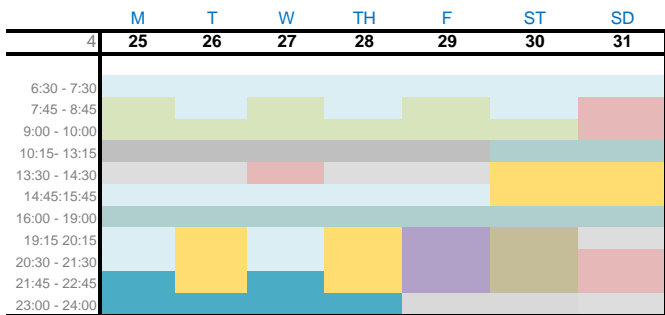 M T W TH F ST SD
4 25 26 27 28 29 30 31
6:30 - 7:30
7:45 - 8:45
9:00 - 10:00
10:15- 13:15
13:30 - 14:30
14:45:15:45
16:00 - 19:00
19:15 20:15
20:30 - 21:30
21:45 - 22:45
23:00 - 24:00